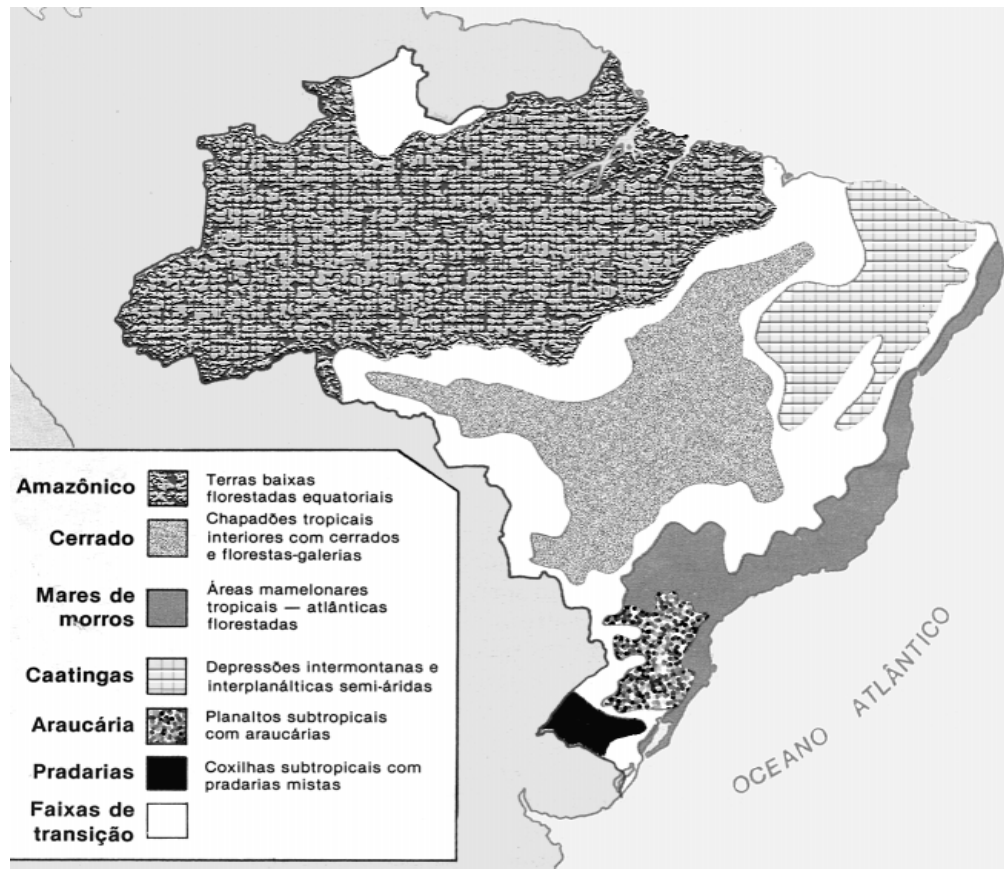 Amazônico
Terras baixas
florestadas equatoriais
Cerrado
Chapadões tropicais
interiores com cerrados
e florestas-galerias
Mares de
morros
Áreas mamelonares
tropicais — atlânticas
florestadas
Caatingas
Depressões intermontanas e
interplanálticas semi-áridas
Araucária
Planaltos subtropicais
com araucárias
Pradarias
Coxilhas subtropicais com
pradarias mistas
Faixas de
transição
OCEANO ATLÂNTICO